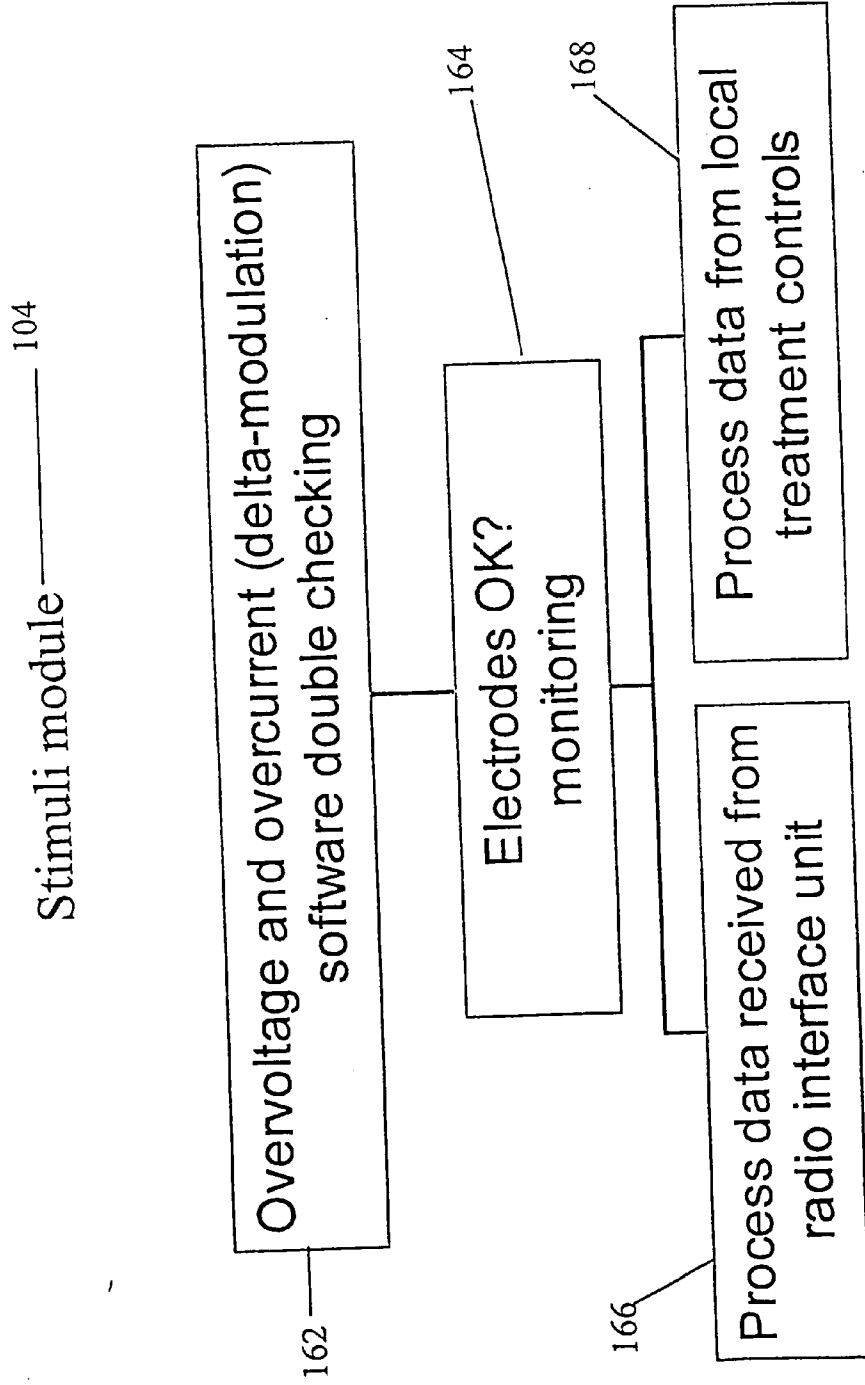 Stimuli module 104
162
Overvoltage and overcurrent (delta-modulation)
software double checking
164
Electrodes OK?
monitoring
166
Process data received from
radio interface unit
168
Process data from local
treatment controls